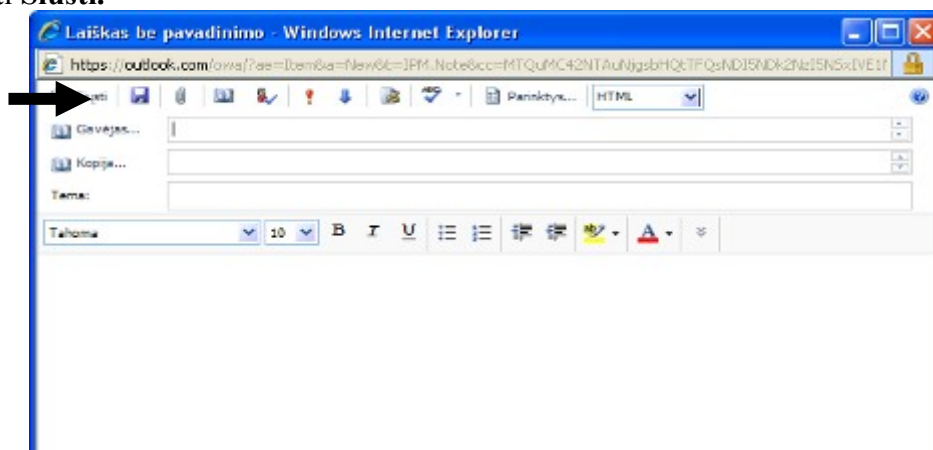 Siųsti.
Laiškas be pavadinimo - Windows Internet Explorer
https://outlook.com/owa/?ae=Item&a=New&t=IPM.Note&cc=
Parinktys... HTML
Gavėjas...
Kopija...
Tema:
Tahoma 10 B I U A